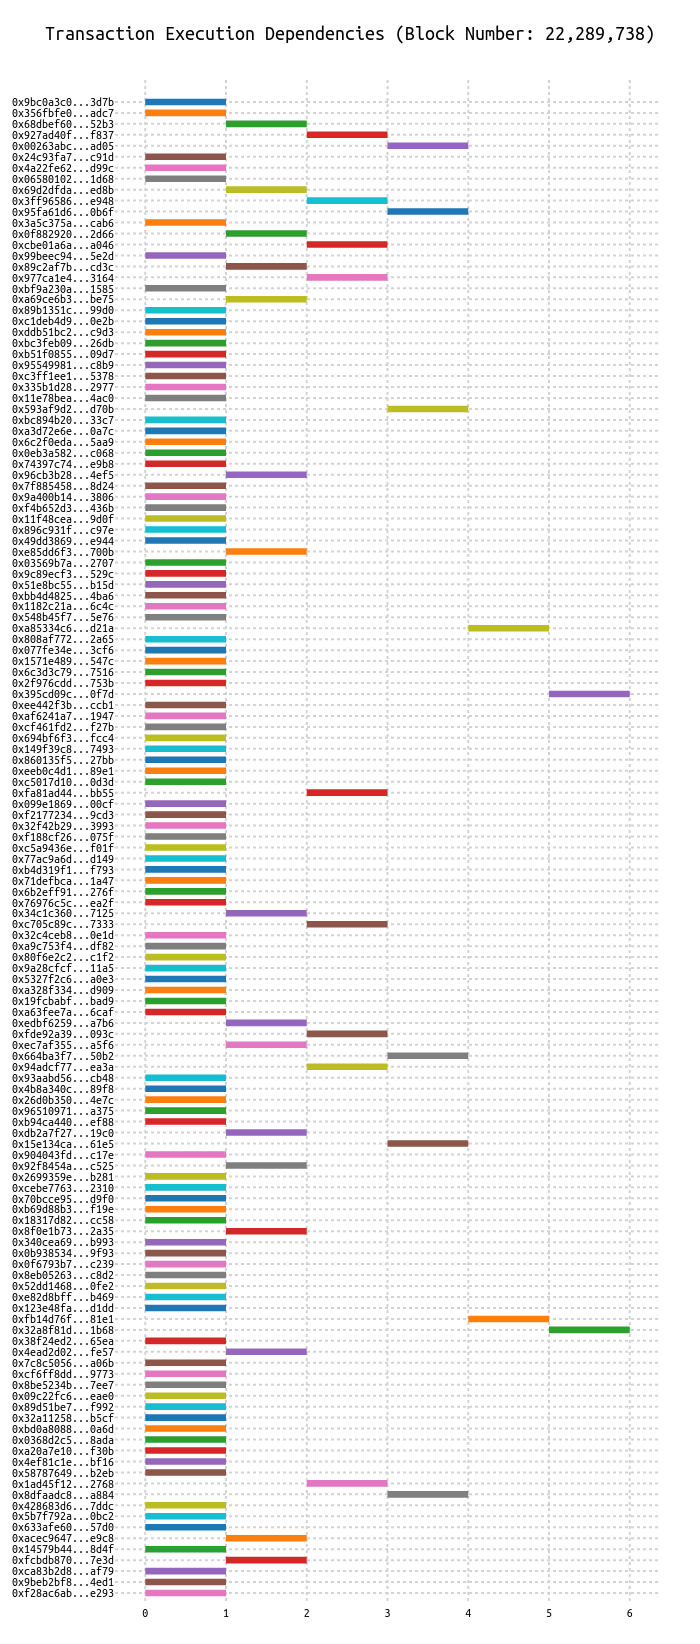 Transaction Execution Dependencies (Block Number: 22,289,738)
0x9bc0a3c0...3d7b
0x356fbfe0...adc7
0x68dbef60...52b3
0x927ad40f...f837
0x00263abc...ad05
0x24c93fa7...c91d
0x4a22fe62...d99c
0x06580102...1d68
0x69d2dfda...ed8b
0x3ff96586...e948
0x95fa61d6...0b6f
0x3a5c375a...cab6
0x0f882920...2d66
0xcbe01a6a...a046
0x99beec94...5e2d
0x89c2af7b...cd3c
0x977ca1e4...3164
0xbf9a230a...1585
0xa69ce6b3...be75
0x89b1351c...99d0
0xc1deb4d9...0e2b
0xddb51bc2...c9d3
0xbc3feb09...26db
0xb51f0855...09d7
0x95549981...c8b9
0xc3ff1ee1...5378
0x335b1d28...2977
0x11e78bea...4ac0
0x593af9d2...d70b
0xbc894b20...33c7
0xa3d72e6e...0a7c
0x6c2f0eda...5aa9
0x0eb3a582...c068
0x74397c74...e9b8
0x96cb3b28...4ef5
0x7f885458...8d24
0x9a400b14...3806
0xf4b652d3...436b
0x11f48cea...9d0f
0x896c931f...c97e
0x49dd3869...e944
0xe85dd6f3...700b
0x03569b7a...2707
0x9c89ecf3...529c
0x51e8bc55...b15d
0xbb4d4825...4ba6
0x1182c21a...6c4c
0x548b45f7...5e76
0xa85334c6...d21a
0x808af772...2a65
0x077fe34e...3cf6
0x1571e489...547c
0x6c3d3c79...7516
0x2f976cdd...753b
0x395cd09c...0f7d
0xee442f3b...ccb1
0xaf6241a7...1947
0xcf461fd2...f27b
0x694bf6f3...fcc4
0x149f39c8...7493
0x860135f5...27bb
0xeeb0c4d1...89e1
0xc5017d10...0d3d
0xfa81ad44...bb55
0x099e1869...00cf
0xf2177234...9cd3
0x32f42b29...3993
0xf188cf26...075f
0xc5a9436e...f01f
0x77ac9a6d...d149
0xb4d319f1...f793
0x71defbca...1a47
0x6b2eff91...276f
0x76976c5c...ea2f
0x34c1c360...7125
0xc705c89c...7333
0x32c4ceb8...0e1d
0xa9c753f4...df82
0x80f6e2c2...c1f2
0x9a28cfcf...11a5
0x5327f2c6...a0e3
0xa328f334...d909
0x19fcbabf...bad9
0xa63fee7a...6caf
0xedbf6259...a7b6
0xfde92a39...093c
0xec7af355...a5f6
0x664ba3f7...50b2
0x94adcf77...ea3a
0x93aabd56...cb48
0x4b8a340c...89f8
0x26d0b350...4e7c
0x96510971...a375
0xb94ca440...ef88
0xdb2a7f27...19c0
0x15e134ca...61e5
0x904043fd...c17e
0x92f8454a...c525
0x2699359e...b281
0xcebe7763...2310
0x70bcce95...d9f0
0xb69d88b3...f19e
0x18317d82...cc58
0x8f0e1b73...2a35
0x340cea69...b993
0x0b938534...9f93
0x0f6793b7...c239
0x8eb05263...c8d2
0x52dd1468...0fe2
0xe82d8bff...b469
0x123e48fa...d1dd
0xfb14d76f...81e1
0x32a8f81d...1b68
0x38f24ed2...65ea
0x4ead2d02...fe57
0x7c8c5056...a06b
0xcf6ff8dd...9773
0x8be5234b...7ee7
0x09c22fc6...eae0
0x89d51be7...f992
0x32a11258...b5cf
0xbd0a8088...0a6d
0x0368d2c5...8ada
0xa20a7e10...f30b
0x4ef81c1e...bf16
0x58787649...b2eb
0x1ad45f12...2768
0x8dfaadc8...a884
0x428683d6...7ddc
0x5b7f792a...0bc2
0x633afe60...57d0
0xacec9647...e9c8
0x14579b44...8d4f
0xfcbdb870...7e3d
0xca83b2d8...af79
0x9beb2bf8...4ed1
0xf28ac6ab...e293
0 1 2 3 4 5 6